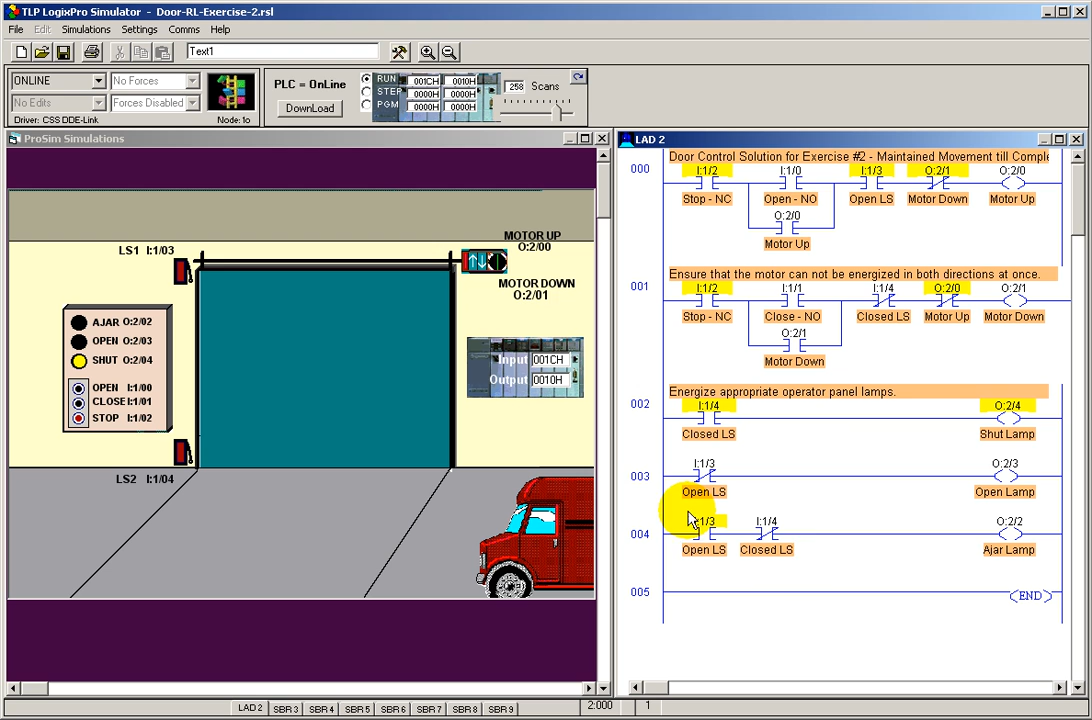 TLP LogixPro Simulator - Door-RL-Exercise-2.rsl
File Edit Simulations Settings Comms Help
Text1
ONLINE No Forces
No Edits Forces Disabled
Driver: CSS DDE-Link Node: 1o
PLC = OnLine
DownLoad
RUN 001CH 0010H
STEP 0000H 0000H
PGM 0000H 0000H
258 Scans
ProSim Simulations
LS1 I:1/03
MOTOR UP
O:2/00
MOTOR DOWN
O:2/01
AJAR O:2/02
OPEN O:2/03
SHUT O:2/04
OPEN I:1/00
CLOSE I:1/01
STOP I:1/02
Input 001CH
Output 0010H
LS2 I:1/04
LAD 2
Door Control Solution for Exercise #2 - Maintained Movement till Comple
000 I:1/2 I:1/0 I:1/3 O:2/1 O:2/0
Stop - NC Open - NO Open LS Motor Down Motor Up
O:2/0
Motor Up
Ensure that the motor can not be energized in both directions at once.
001 I:1/2 I:1/1 I:1/4 O:2/0 O:2/1
Stop - NC Close - NO Closed LS Motor Up Motor Down
O:2/1
Motor Down
Energize appropriate operator panel lamps.
002 I:1/4 O:2/4
Closed LS Shut Lamp
003 I:1/3 O:2/3
Open LS Open Lamp
004 I:1/3 I:1/4 O:2/2
Open LS Closed LS Ajar Lamp
005 END
LAD 2 SBR 3 SBR 4 SBR 5 SBR 6 SBR 7 SBR 8 SBR 9 2:000 1